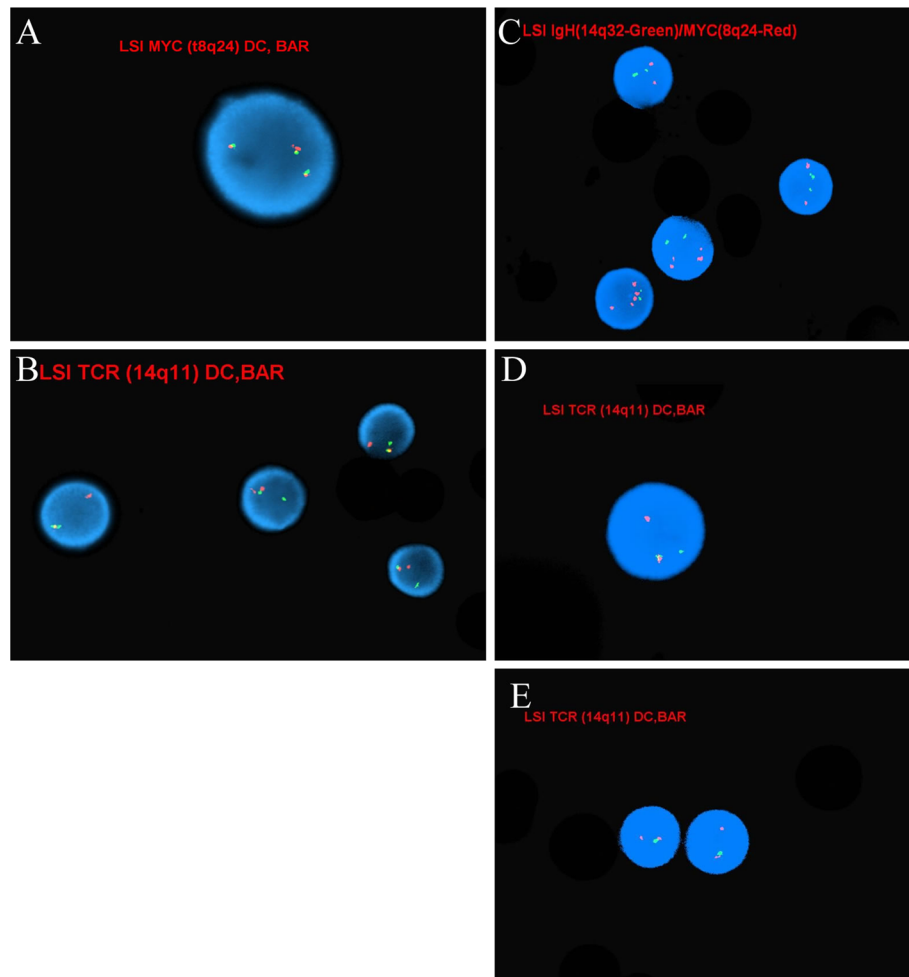 A
LSI MYC (t8q24) DC, BAR
B
LSI TCR (14q11) DC,BAR
C
LSI IgH(14q32-Green)/MYC(8q24-Red)
D
LSI TCR (14q11) DC,BAR
E
LSI TCR (14q11) DC,BAR